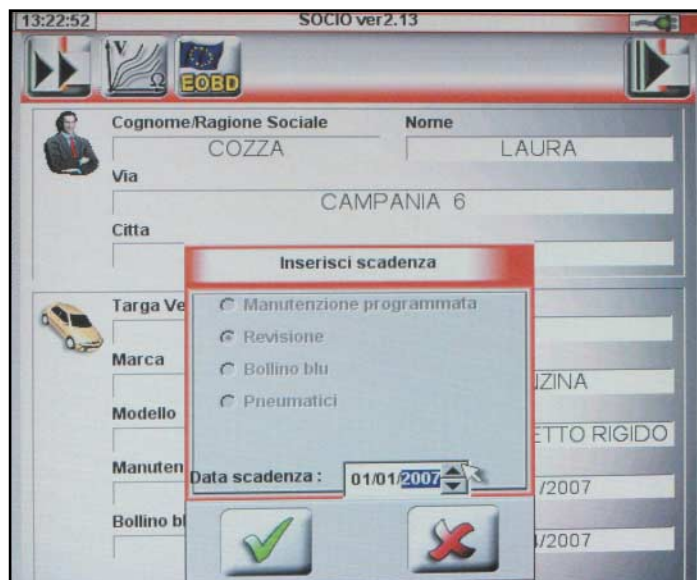 13:22:52 SOCIO ver2.13
V Ω EOBD
Cognome/Ragione Sociale Nome
COZZA LAURA
Via
CAMPANIA 6
Citta
Inserisci scadenza
Targa Ve
Manutenzione programmata
Revisione
Marca
Bollino blu
NZINA
Pneumatici
Modello
ETTO RIGIDO
Manuten
Data scadenza : 01/01/2007
/2007
Bollino bl
/2007